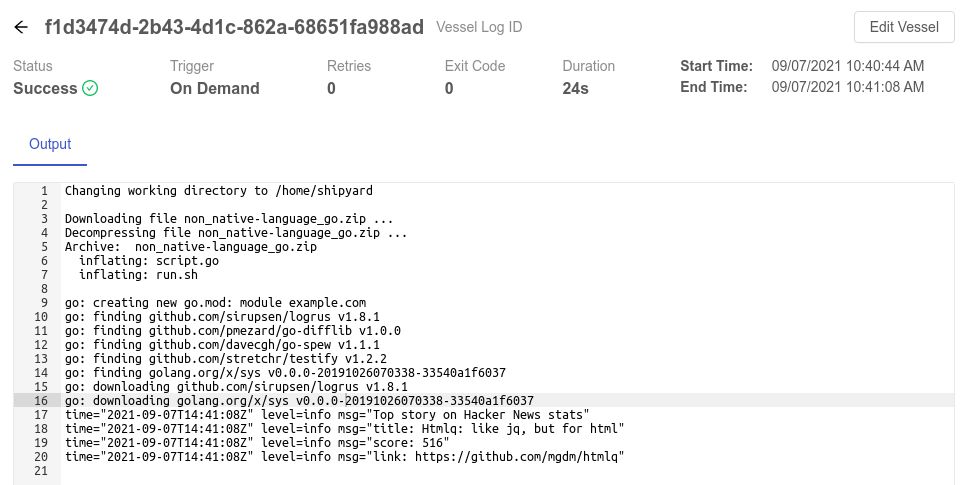 ← f1d3474d-2b43-4d1c-862a-68651fa988ad Vessel Log ID Edit Vessel
Status Trigger Retries Exit Code Duration Start Time: 09/07/2021 10:40:44 AM
Success On Demand 0 0 24s End Time: 09/07/2021 10:41:08 AM
Output
1 Changing working directory to /home/shipyard
2
3 Downloading file non_native-language_go.zip ...
4 Decompressing file non_native-language_go.zip ...
5 Archive:  non_native-language_go.zip
6   inflating: script.go
7   inflating: run.sh
8
9 go: creating new go.mod: module example.com
10 go: finding github.com/sirupsen/logrus v1.8.1
11 go: finding github.com/pmezard/go-difflib v1.0.0
12 go: finding github.com/davecgh/go-spew v1.1.1
13 go: finding github.com/stretchr/testify v1.2.2
14 go: finding golang.org/x/sys v0.0.0-20191026070338-33540a1f6037
15 go: downloading github.com/sirupsen/logrus v1.8.1
16 go: downloading golang.org/x/sys v0.0.0-20191026070338-33540a1f6037
17 time="2021-09-07T14:41:08Z" level=info msg="Top story on Hacker News stats"
18 time="2021-09-07T14:41:08Z" level=info msg="title: Htmlq: like jq, but for html"
19 time="2021-09-07T14:41:08Z" level=info msg="score: 516"
20 time="2021-09-07T14:41:08Z" level=info msg="link: https://github.com/mgdm/htmlq"
21